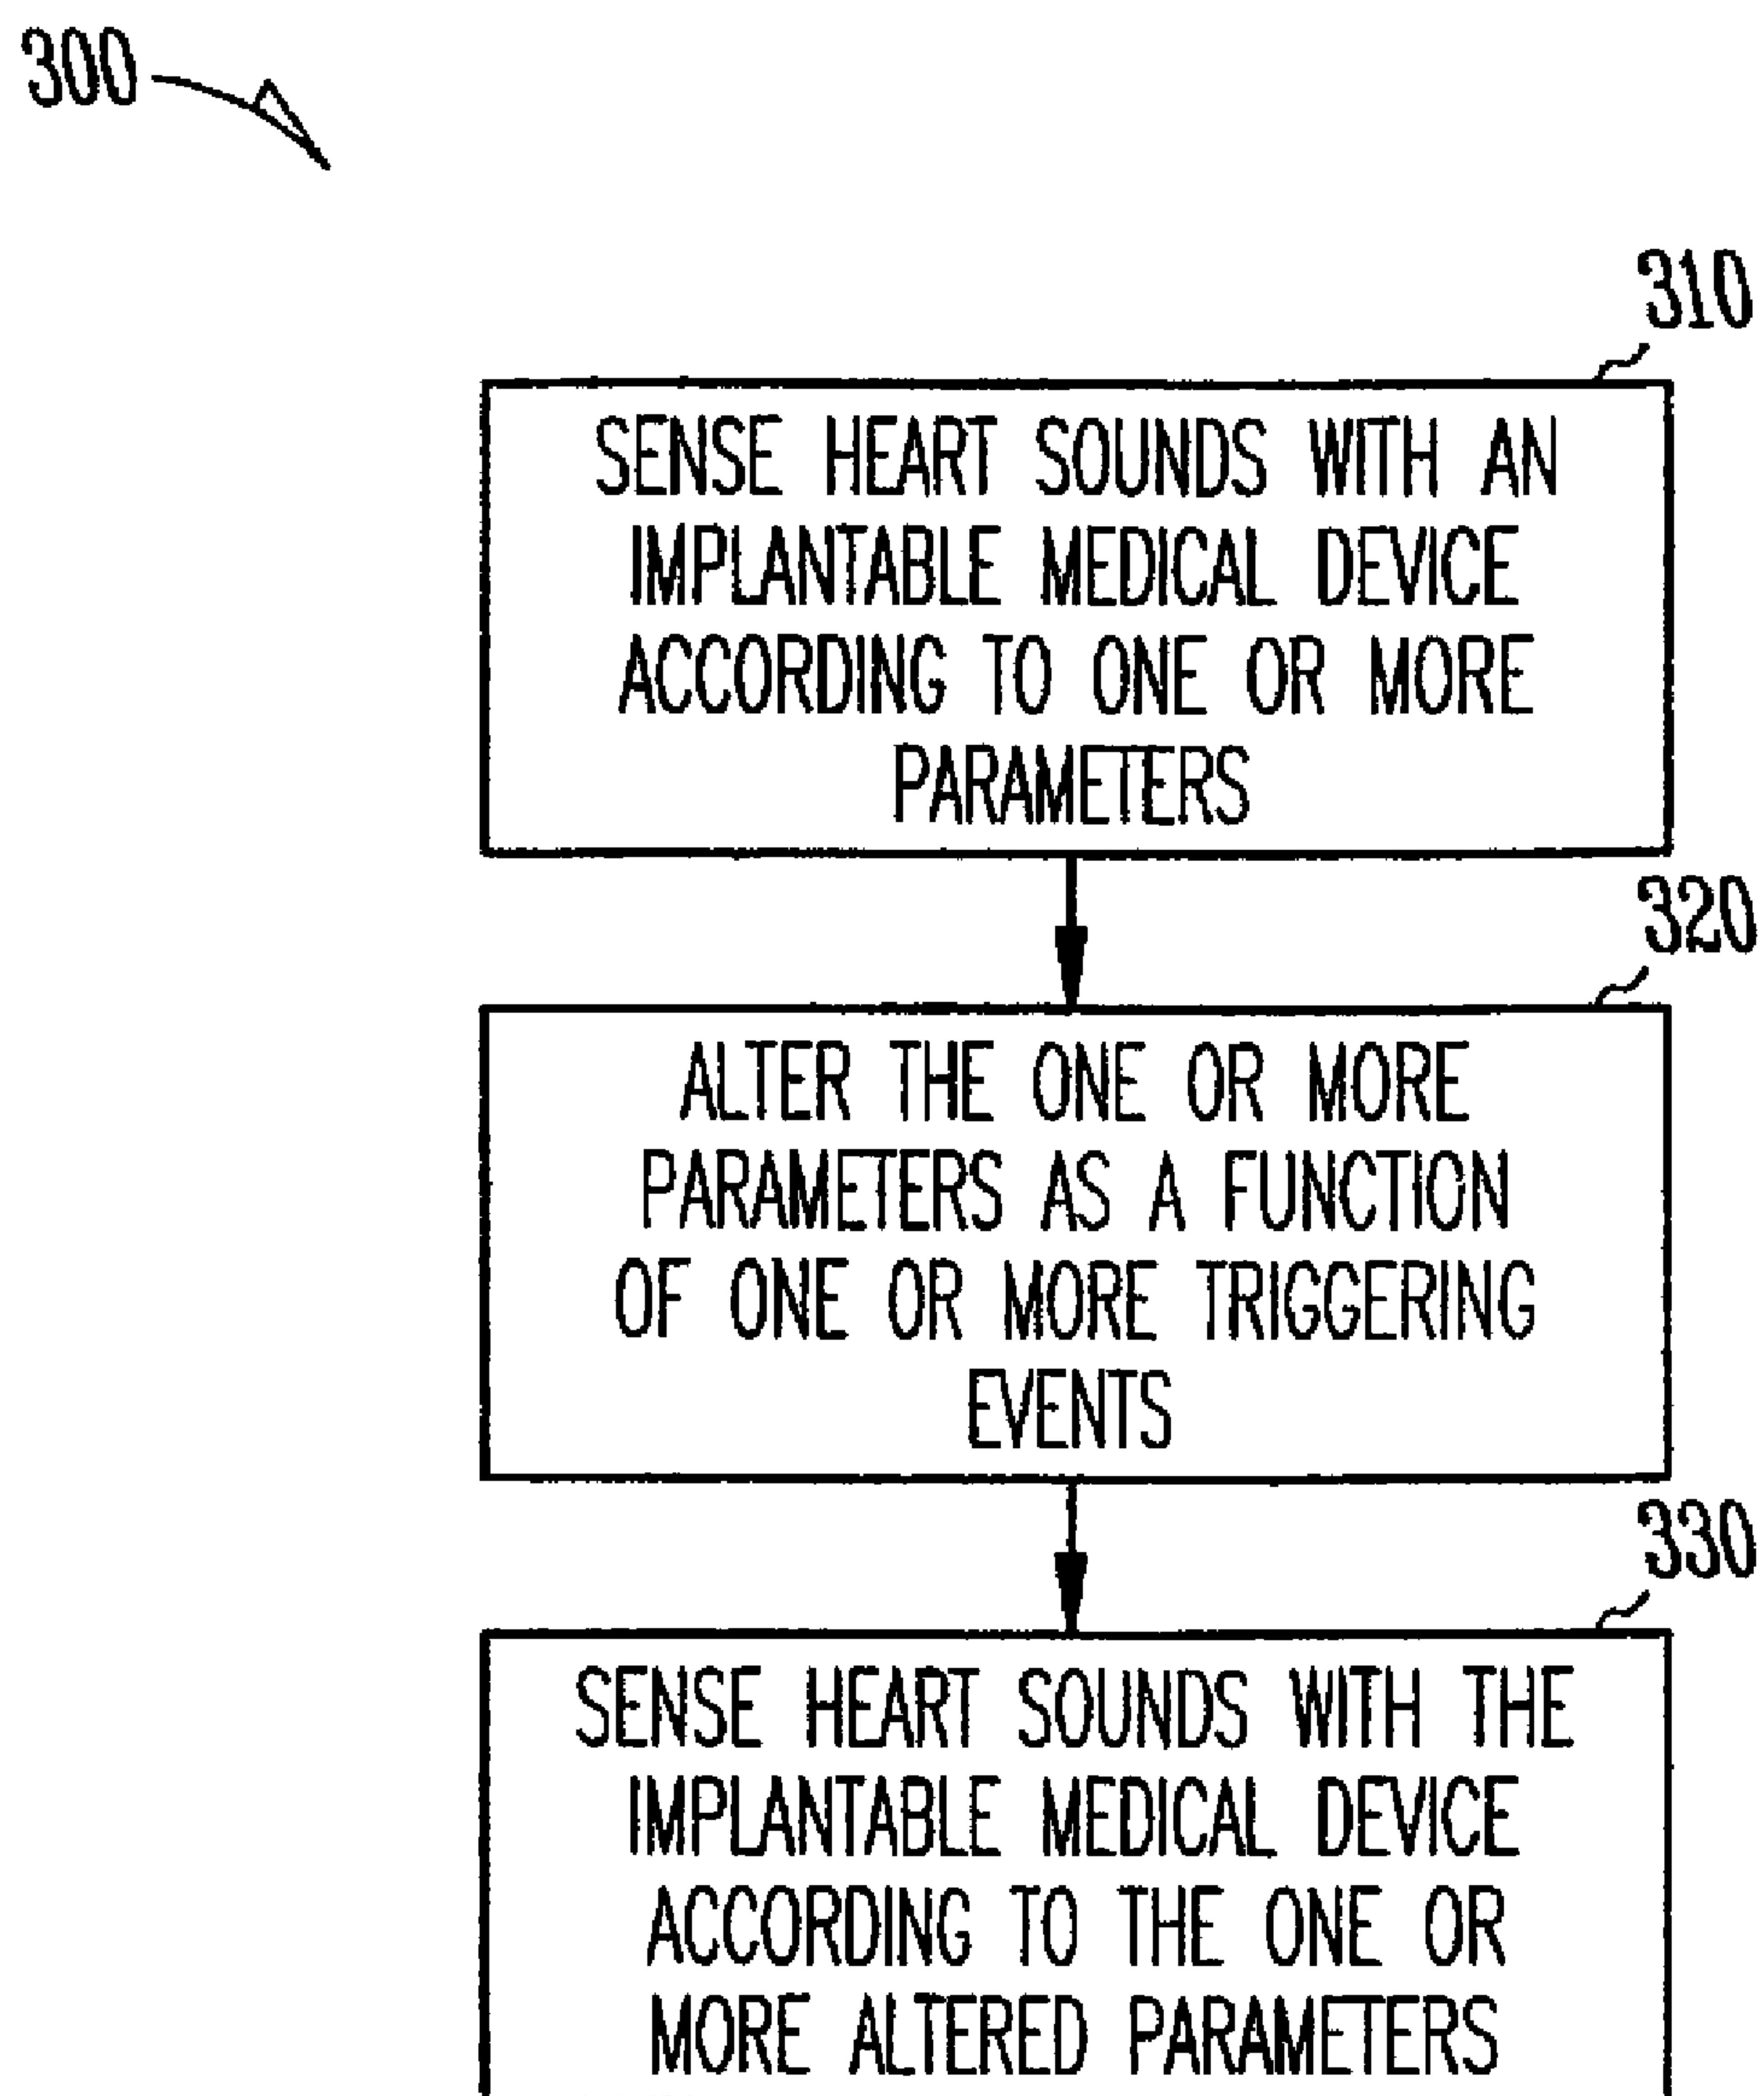 300
310
SENSE HEART SOUNDS WITH AN
IMPLANTABLE MEDICAL DEVICE
ACCORDING TO ONE OR MORE
PARAMETERS
320
ALTER THE ONE OR MORE
PARAMETERS AS A FUNCTION
OF ONE OR MORE TRIGGERING
EVENTS
330
SENSE HEART SOUNDS WITH THE
IMPLANTABLE MEDICAL DEVICE
ACCORDING TO THE ONE OR
MORE ALTERED PARAMETERS